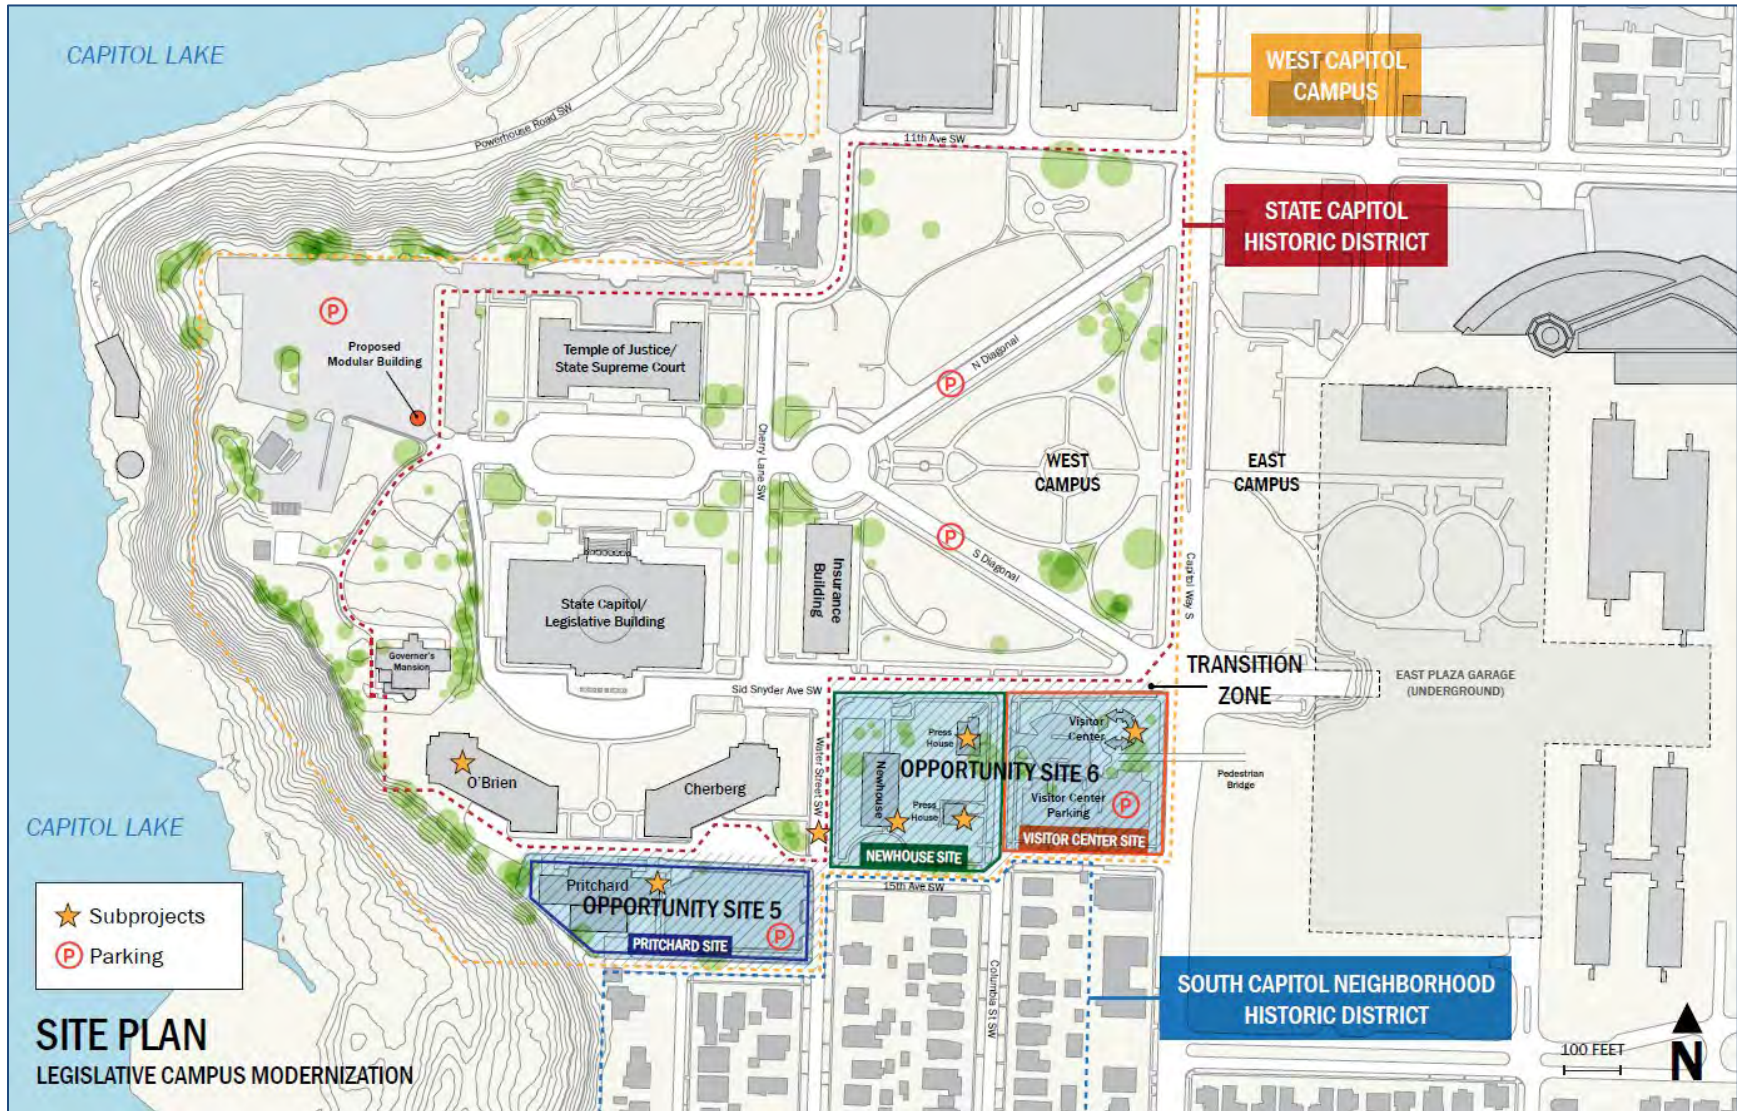 CAPITOL LAKE
Powerhouse Road SW
11th Ave SW
WEST CAPITOL
CAMPUS
STATE CAPITOL
HISTORIC DISTRICT
P
Proposed
Modular Building
Temple of Justice/
State Supreme Court
N Diagonal
P
Cherry Lane SW
WEST
CAMPUS
EAST
CAMPUS
P
S Diagonal
Capitol Way S
Insurance
Building
State Capitol/
Legislative Building
Governor's
Mansion
TRANSITION
ZONE
EAST PLAZA GARAGE
(UNDERGROUND)
Sid Snyder Ave SW
Water Street SW
Press
House
Visitor
Center
Newhouse
OPPORTUNITY SITE 6
Pedestrian
Bridge
O'Brien
Cherberg
Press
House
Visitor Center
Parking
P
VISITOR CENTER SITE
NEWHOUSE SITE
CAPITOL LAKE
15th Ave SW
Pritchard
OPPORTUNITY SITE 5
PRITCHARD SITE
P
Columbia St SW
SOUTH CAPITOL NEIGHBORHOOD
HISTORIC DISTRICT
Subprojects
P Parking
SITE PLAN
LEGISLATIVE CAMPUS MODERNIZATION
100 FEET
N